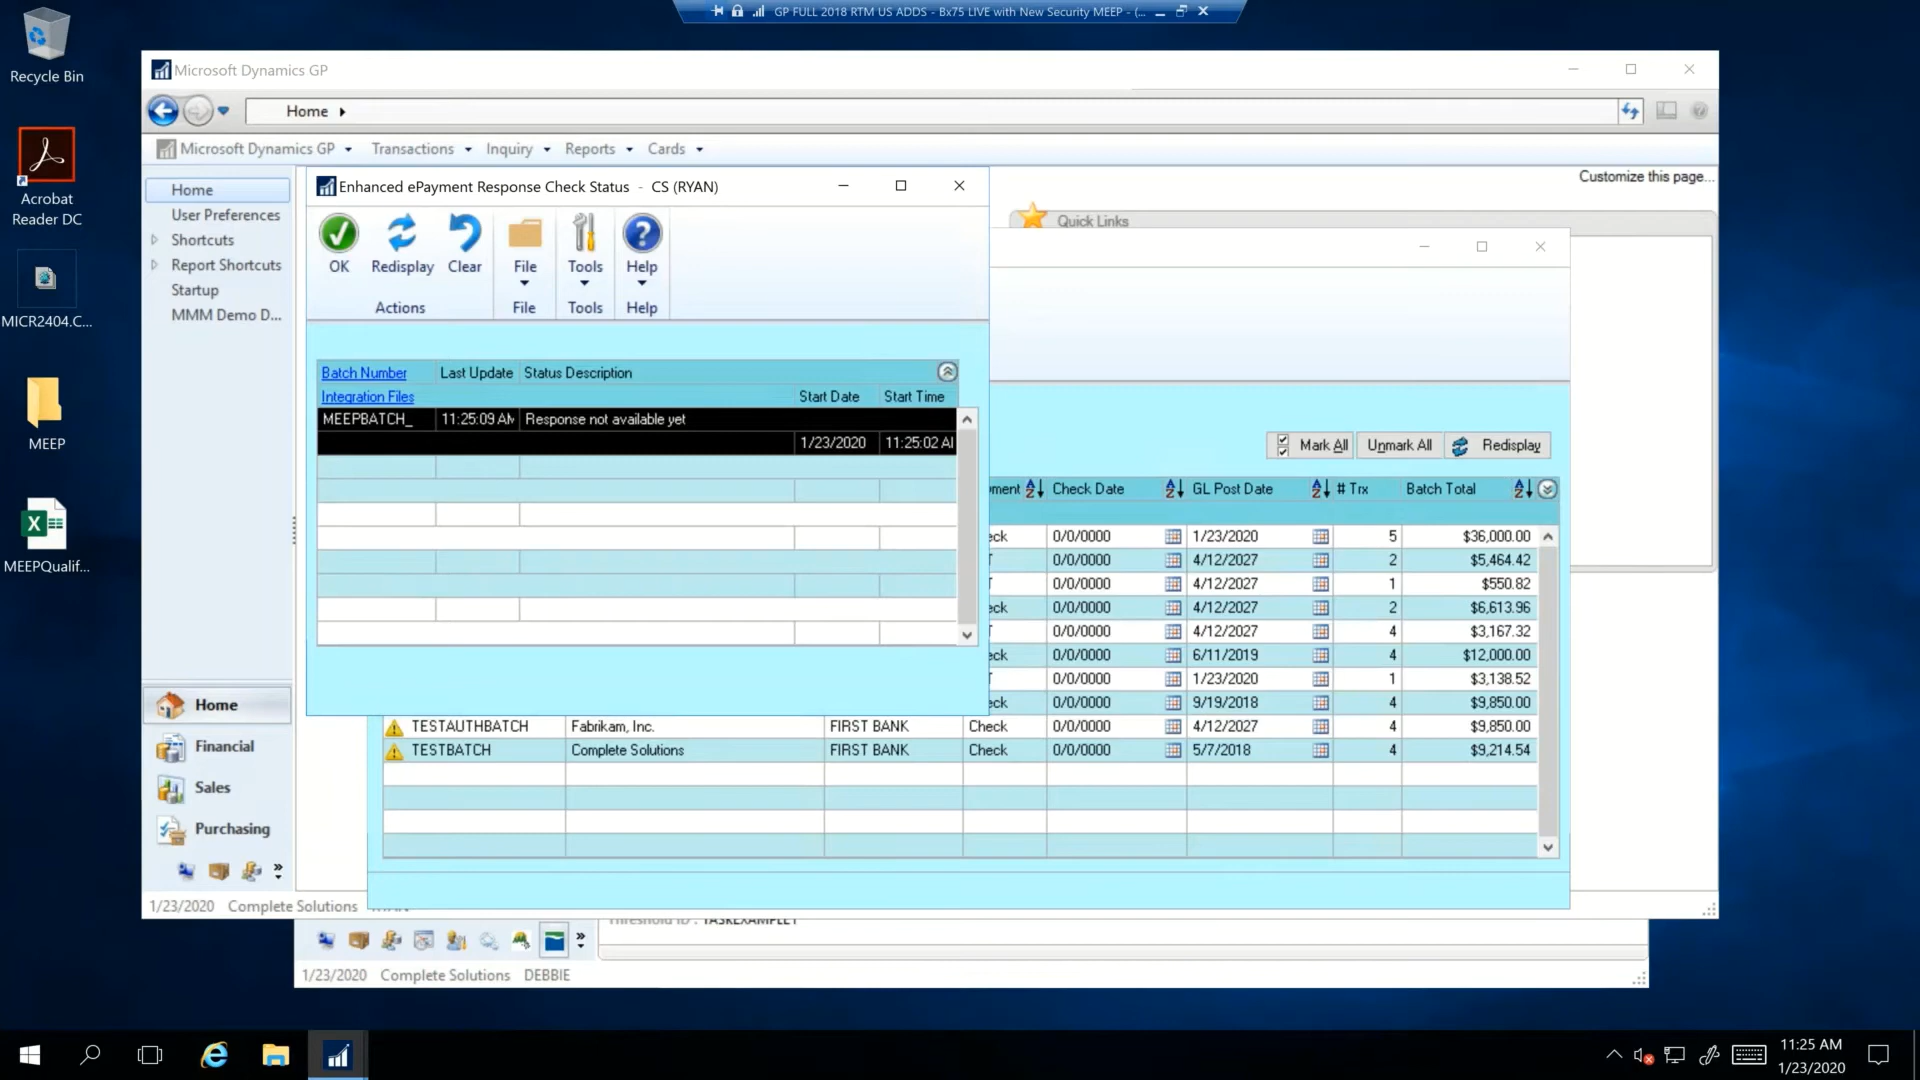 GP FULL 2018 RTM US ADDS - Bx75 LIVE with New Security MEEP - (...
Recycle Bin
Acrobat
Reader DC
MICR2404.C...
MEEP
MEEPQualif...
Microsoft Dynamics GP
Home
Microsoft Dynamics GP Transactions Inquiry Reports Cards
Home
User Preferences
Shortcuts
Report Shortcuts
Startup
MMM Demo D...
Home
Financial
Sales
Purchasing
1/23/2020 Complete Solutions
Customize this page...
Quick Links
Enhanced ePayment Response Check Status - CS (RYAN)
OK Redisplay Clear File Tools Help
Actions File Tools Help
Batch Number Last Update Status Description
Integration Files Start Date Start Time
MEEPBATCH_ 11:25:09 AM Response not available yet
1/23/2020 11:25:02 AI
Mark All Unmark All Redisplay
ment Check Date GL Post Date # Trx Batch Total
eck 0/0/0000 1/23/2020 5 $36,000.00
T 0/0/0000 4/12/2027 2 $5,464.42
T 0/0/0000 4/12/2027 1 $550.82
eck 0/0/0000 4/12/2027 2 $6,613.96
T 0/0/0000 4/12/2027 4 $3,167.32
eck 0/0/0000 6/11/2019 4 $12,000.00
T 0/0/0000 1/23/2020 1 $3,138.52
eck 0/0/0000 9/19/2018 4 $9,850.00
TESTAUTHBATCH Fabrikam, Inc. FIRST BANK Check 0/0/0000 4/12/2027 4 $9,850.00
TESTBATCH Complete Solutions FIRST BANK Check 0/0/0000 5/7/2018 4 $9,214.54
Threshold ID : TASKEXAMPLE1
1/23/2020 Complete Solutions DEBBIE
11:25 AM
1/23/2020